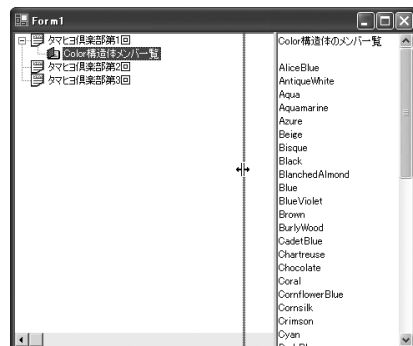 Form1
タマヒヨ倶楽部第1回
Color構造体メンバ一覧
タマヒヨ倶楽部第2回
タマヒヨ倶楽部第3回
Color構造体のメンバ一覧
AliceBlue
AntiqueWhite
Aqua
Aquamarine
Azure
Beige
Bisque
Black
BlanchedAlmond
Blue
BlueViolet
Brown
BurlyWood
CadetBlue
Chartreuse
Chocolate
Coral
CornflowerBlue
Cornsilk
Crimson
Cyan